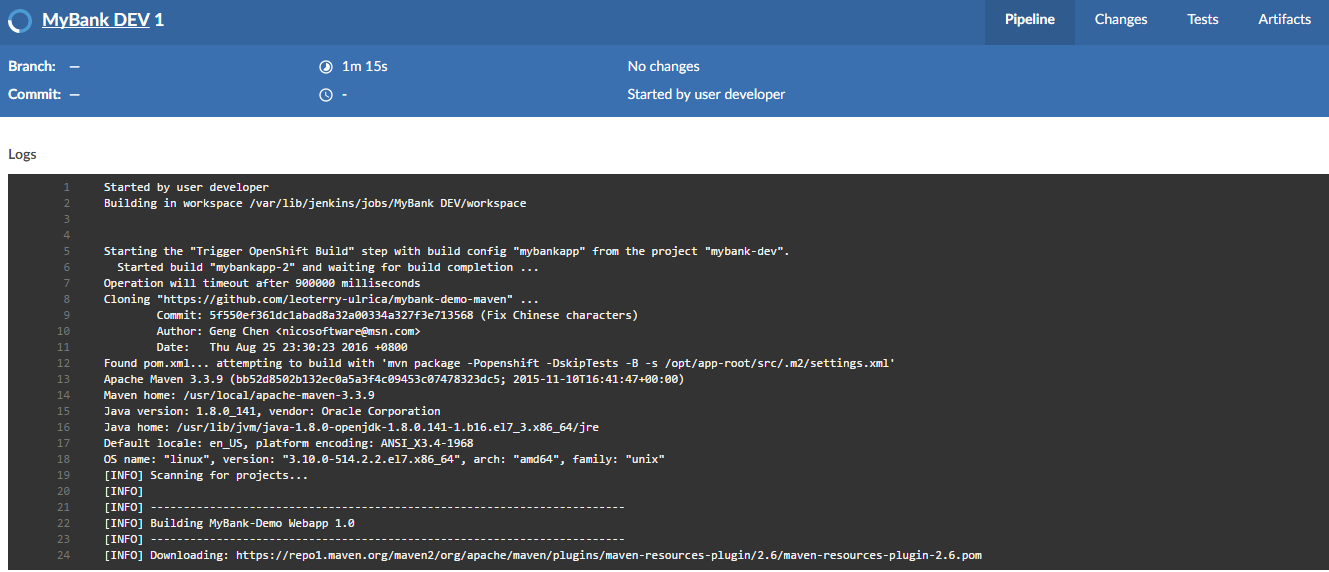 MyBank DEV 1
Pipeline Changes Tests Artifacts
Branch: — 1m 15s No changes
Commit: — - Started by user developer
Logs
1 Started by user developer
2 Building in workspace /var/lib/jenkins/jobs/MyBank DEV/workspace
3
4
5 Starting the "Trigger OpenShift Build" step with build config "mybankapp" from the project "mybank-dev".
6 Started build "mybankapp-2" and waiting for build completion ...
7 Operation will timeout after 900000 milliseconds
8 Cloning "https://github.com/leoterry-ulrica/mybank-demo-maven" ...
9 Commit: 5f550ef361dc1abad8a32a00334a327f3e713568 (Fix Chinese characters)
10 Author: Geng Chen <nicosoftware@msn.com>
11 Date: Thu Aug 25 23:30:23 2016 +0800
12 Found pom.xml... attempting to build with 'mvn package -Popenshift -DskipTests -B -s /opt/app-root/src/.m2/settings.xml'
13 Apache Maven 3.3.9 (bb52d8502b132ec0a5a3f4c09453c07478323dc5; 2015-11-10T16:41:47+00:00)
14 Maven home: /usr/local/apache-maven-3.3.9
15 Java version: 1.8.0_141, vendor: Oracle Corporation
16 Java home: /usr/lib/jvm/java-1.8.0-openjdk-1.8.0.141-1.b16.el7_3.x86_64/jre
17 Default locale: en_US, platform encoding: ANSI_X3.4-1968
18 OS name: "linux", version: "3.10.0-514.2.2.el7.x86_64", arch: "amd64", family: "unix"
19 [INFO] Scanning for projects...
20 [INFO]
21 [INFO] ------------------------------------------------------------------------
22 [INFO] Building MyBank-Demo Webapp 1.0
23 [INFO] ------------------------------------------------------------------------
24 [INFO] Downloading: https://repo1.maven.org/maven2/org/apache/maven/plugins/maven-resources-plugin/2.6/maven-resources-plugin-2.6.pom